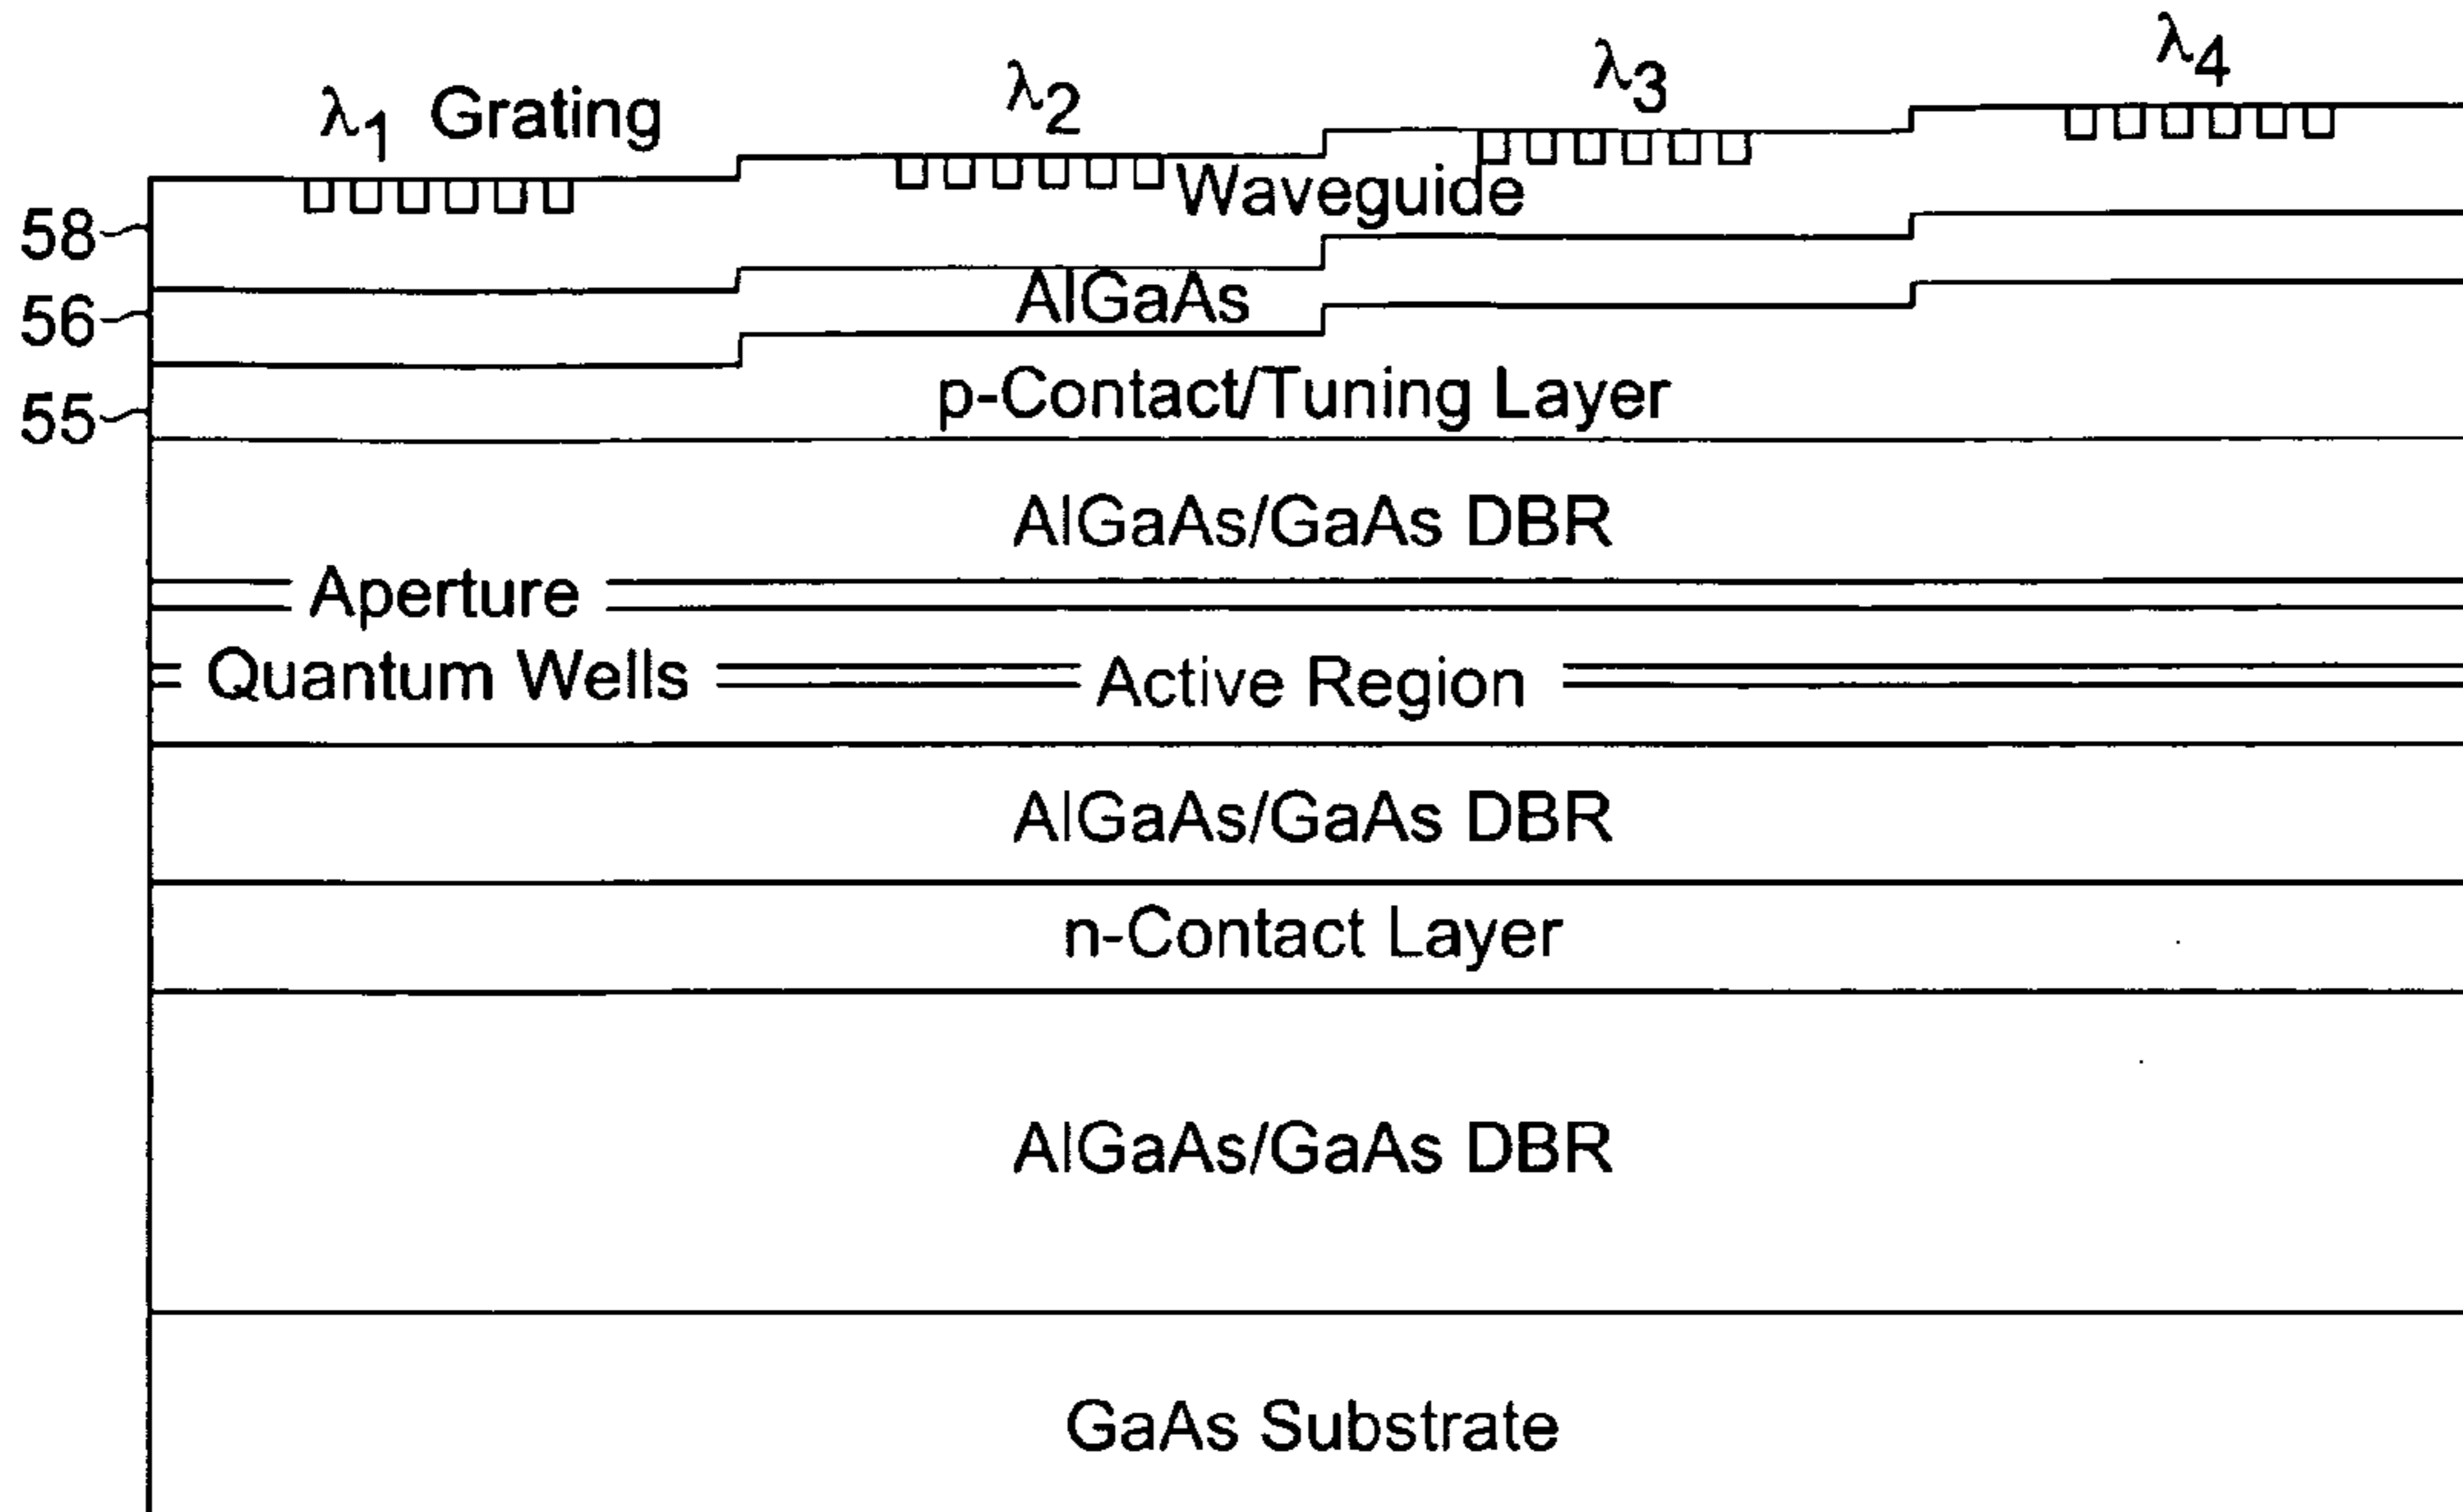 λ1 Grating
λ2
λ3
λ4
58
Waveguide
56
AlGaAs
55
p-Contact/Tuning Layer
AlGaAs/GaAs DBR
Aperture
Quantum Wells
Active Region
AlGaAs/GaAs DBR
n-Contact Layer
AlGaAs/GaAs DBR
GaAs Substrate